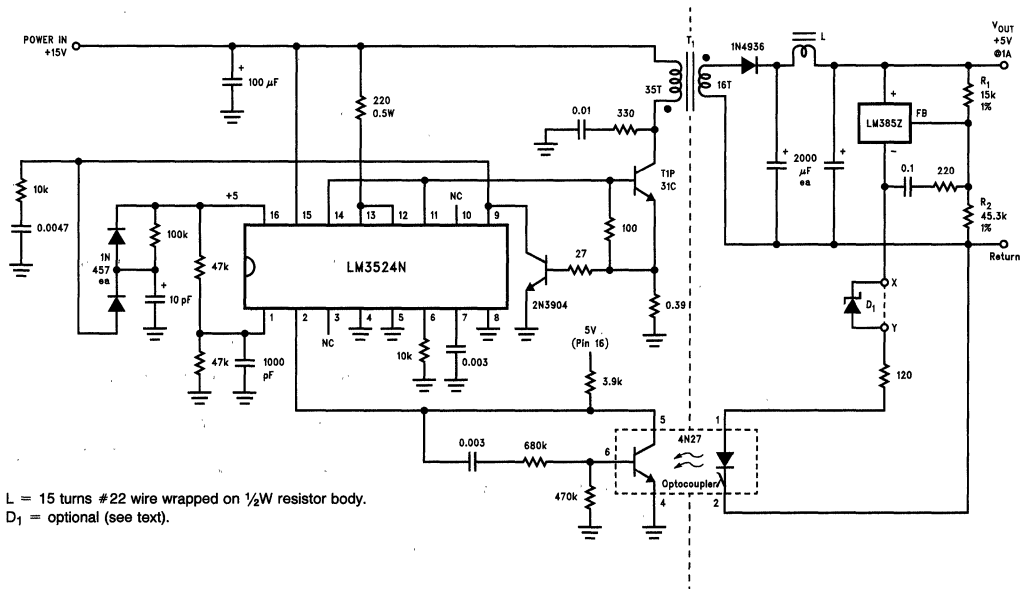 POWER IN
+15V
+
100 µF
220
0.5W
T1
35T
16T
1N4936
L
VOUT
+5V
@1A
R1
15k
1%
+
LM385Z
FB
−
0.01
330
T1P
31C
+
2000
µF
ea
+
0.1
220
R2
45.3k
1%
Return
10k
0.0047
+5
1N
457
ea
100k
+
10 pF
47k
16
15
14
13
12
11
NC
10
9
LM3524N
1
2
3
4
5
6
7
8
NC
100
27
2N3904
0.39
47k
1000
pF
10k
0.003
5V
(Pin 16)
3.9k
X
D1
Y
120
0.003
680k
470k
6
5
4
4N27
Optocoupler
1
2
L = 15 turns #22 wire wrapped on ½W resistor body.
D1 = optional (see text).